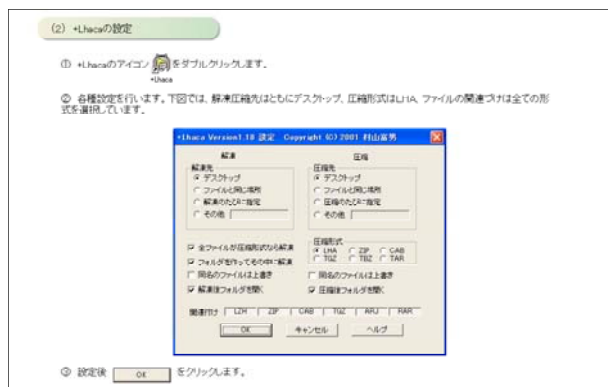 (2) +Lhacaの設定
① +Lhacaのアイコン をダブルクリックします。
+Lhaca
② 各種設定を行います。下図では、解凍圧縮先はともにデスクトップ、圧縮形式はLHA、ファイルの関連づけは全ての形
式を選択しています。
+Lhaca Version1.18 設定 Copyright (C) 2001 村山富男
解凍
圧縮
解凍先
デスクトップ
ファイルと同じ場所
解凍のたびに指定
その他
圧縮先
デスクトップ
ファイルと同じ場所
圧縮のたびに指定
その他
全ファイルが圧縮形式なら解凍
フォルダを作ってその中に解凍
同名のファイルは上書き
解凍後フォルダを開く
圧縮形式
LHA ZIP CAB
TGZ TBZ TAR
同名のファイルは上書き
圧縮後フォルダを開く
関連付け LZH ZIP CAB TGZ ARJ RAR
OK キャンセル ヘルプ
③ 設定後 OK をクリックします。